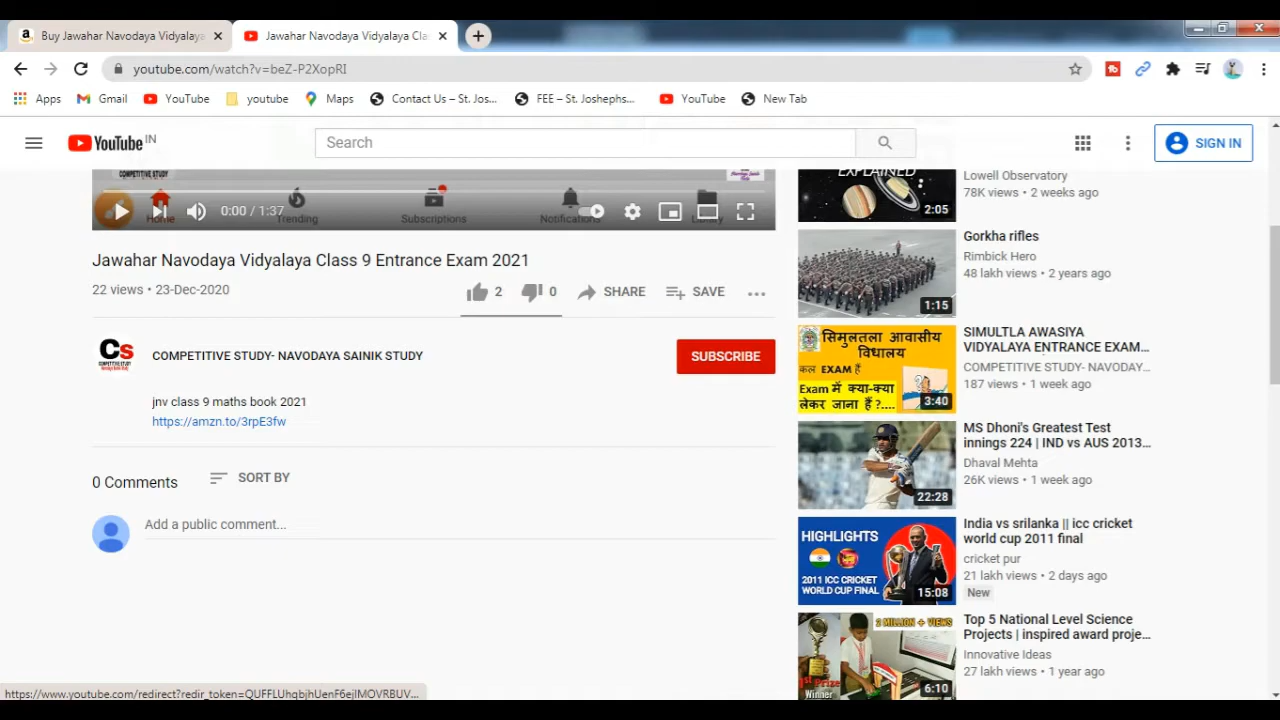 Buy Jawahar Navodaya Vidyalaya
Jawahar Navodaya Vidyalaya Cla
youtube.com/watch?v=beZ-P2XopRI
Apps
Gmail
YouTube
youtube
Maps
Contact Us – St. Jos...
FEE – St. Joshephs...
YouTube
New Tab
YouTube IN
Search
SIGN IN
COMPETITIVE STUDY
Home
Trending
Subscriptions
Notifications
Library
0:00 / 1:37
Jawahar Navodaya Vidyalaya Class 9 Entrance Exam 2021
22 views • 23-Dec-2020
2
0
SHARE
SAVE
Cs
COMPETITIVE STUDY- NAVODAYA SAINIK STUDY
SUBSCRIBE
jnv class 9 maths book 2021
https://amzn.to/3rpE3fw
0 Comments
SORT BY
Add a public comment...
EXPLAINED
2:05
Lowell Observatory
78K views • 2 weeks ago
1:15
Gorkha rifles
Rimbick Hero
48 lakh views • 2 years ago
सिमुलतला आवासीय
विधालय
कल EXAM हैं
Exam में क्या-क्या
लेकर जाना हैं ?....
3:40
SIMULTLA AWASIYA
VIDYALAYA ENTRANCE EXAM...
COMPETITIVE STUDY- NAVODAY...
187 views • 1 week ago
22:28
MS Dhoni's Greatest Test
innings 224 | IND vs AUS 2013...
Dhaval Mehta
26K views • 1 week ago
HIGHLIGHTS
2011 ICC CRICKET
WORLD CUP FINAL
15:08
India vs srilanka || icc cricket
world cup 2011 final
cricket pur
21 lakh views • 2 days ago
New
2 MILLION + VIEWS
1st Prize
Winner
6:10
Top 5 National Level Science
Projects | inspired award proje...
Innovative Ideas
27 lakh views • 1 year ago